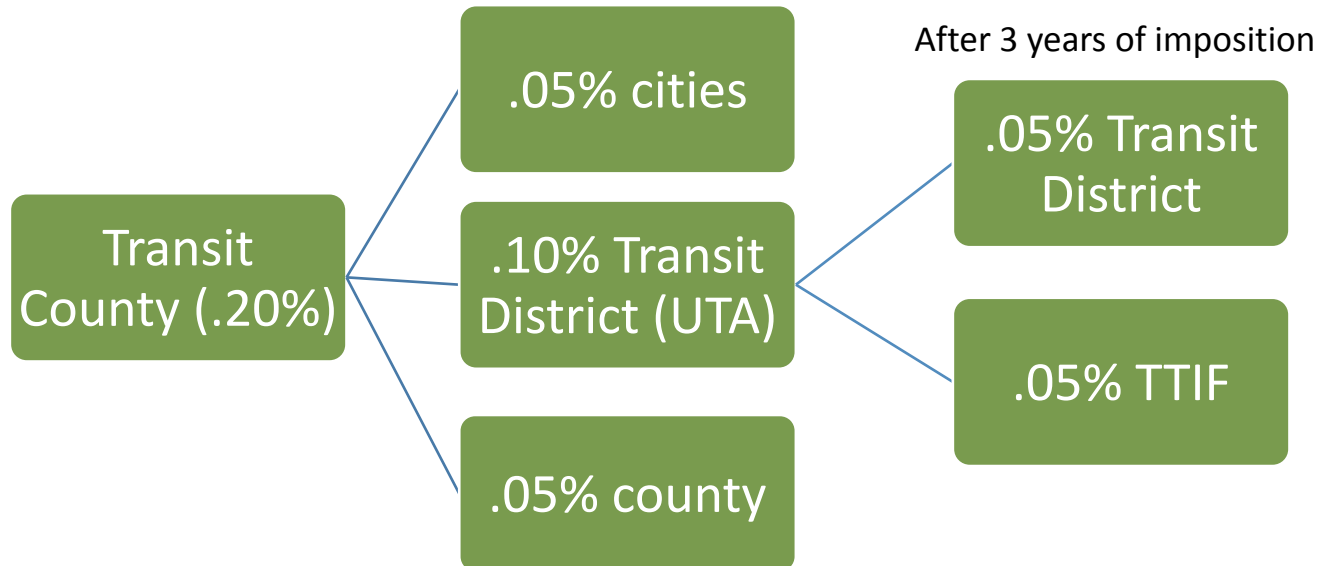 After 3 years of imposition
.05% cities
.05% Transit
District
Transit
County (.20%)
.10% Transit
District (UTA)
.05% TTIF
.05% county